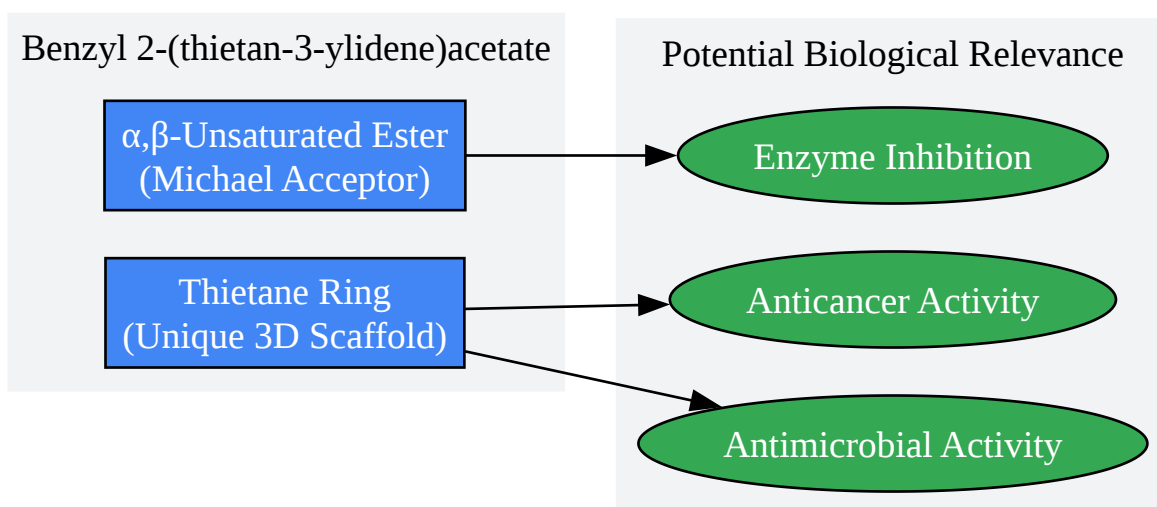 Benzyl 2-(thietan-3-ylidene)acetate
α,β-Unsaturated Ester
(Michael Acceptor)
Thietane Ring
(Unique 3D Scaffold)
Potential Biological Relevance
Enzyme Inhibition
Anticancer Activity
Antimicrobial Activity